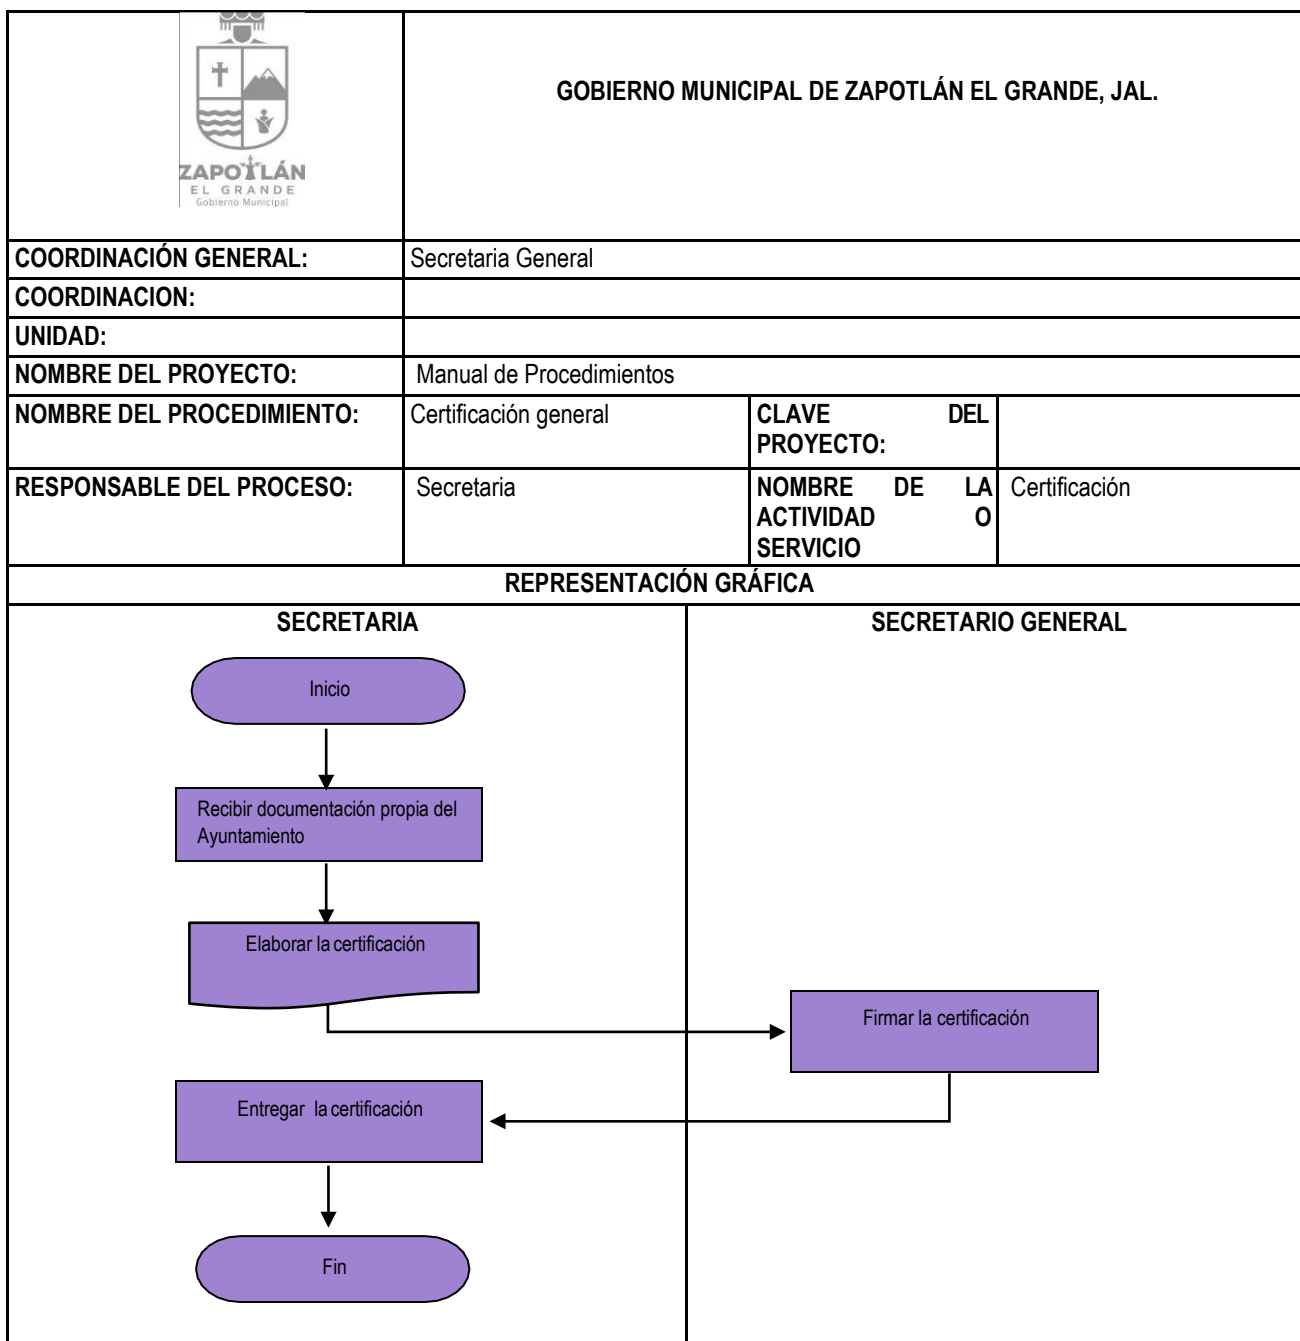 ZAPOTLÁN
EL GRANDE
Gobierno Municipal
GOBIERNO MUNICIPAL DE ZAPOTLÁN EL GRANDE, JAL.
COORDINACIÓN GENERAL: Secretaria General
COORDINACION:
UNIDAD:
NOMBRE DEL PROYECTO: Manual de Procedimientos
NOMBRE DEL PROCEDIMIENTO: Certificación general CLAVE DEL
PROYECTO:
RESPONSABLE DEL PROCESO: Secretaria NOMBRE DE LA Certificación
ACTIVIDAD O
SERVICIO
REPRESENTACIÓN GRÁFICA
SECRETARIA SECRETARIO GENERAL
Inicio
Recibir documentación propia del
Ayuntamiento
Elaborar la certificación
Firmar la certificación
Entregar la certificación
Fin